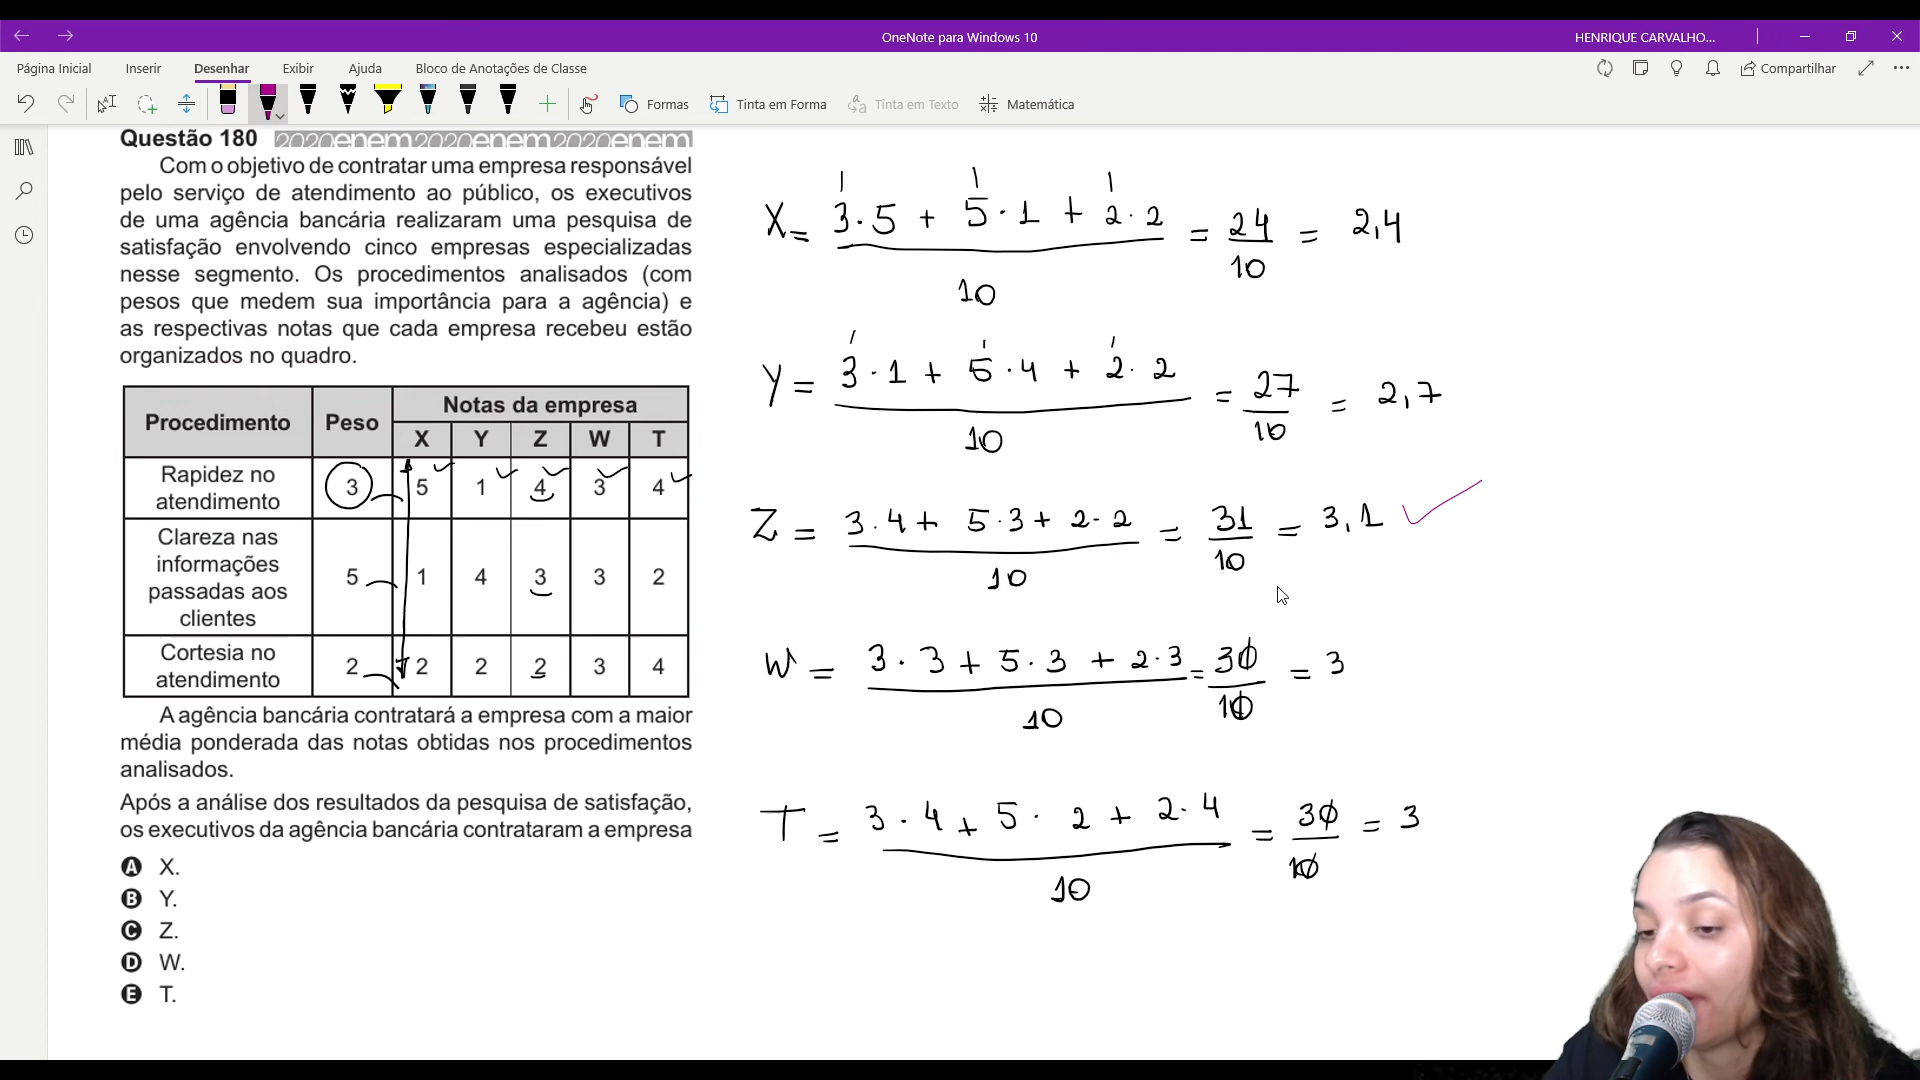 OneNote para Windows 10
HENRIQUE CARVALHO...
Página Inicial
Inserir
Desenhar
Exibir
Ajuda
Bloco de Anotações de Classe
Compartilhar
Formas
Tinta em Forma
Tinta em Texto
Matemática
Questão 180 2020enem2020enem2020enem
Com o objetivo de contratar uma empresa responsável
pelo serviço de atendimento ao público, os executivos
de uma agência bancária realizaram uma pesquisa de
satisfação envolvendo cinco empresas especializadas
nesse segmento. Os procedimentos analisados (com
pesos que medem sua importância para a agência) e
as respectivas notas que cada empresa recebeu estão
organizados no quadro.
Procedimento Peso Notas da empresa
X Y Z W T
Rapidez no
atendimento 3 5 1 4 3 4
Clareza nas
informações
passadas aos
clientes 5 1 4 3 3 2
Cortesia no
atendimento 2 2 2 2 3 4
A agência bancária contratará a empresa com a maior
média ponderada das notas obtidas nos procedimentos
analisados.
Após a análise dos resultados da pesquisa de satisfação,
os executivos da agência bancária contrataram a empresa
A X.
B Y.
C Z.
D W.
E T.
X = 3·5 + 5·1 + 2·2 / 10 = 24/10 = 2,4
Y = 3·1 + 5·4 + 2·2 / 10 = 27/10 = 2,7
Z = 3·4 + 5·3 + 2·2 / 10 = 31/10 = 3,1
W = 3·3 + 5·3 + 2·3 / 10 = 30/10 = 3
T = 3·4 + 5·2 + 2·4 / 10 = 30/10 = 3